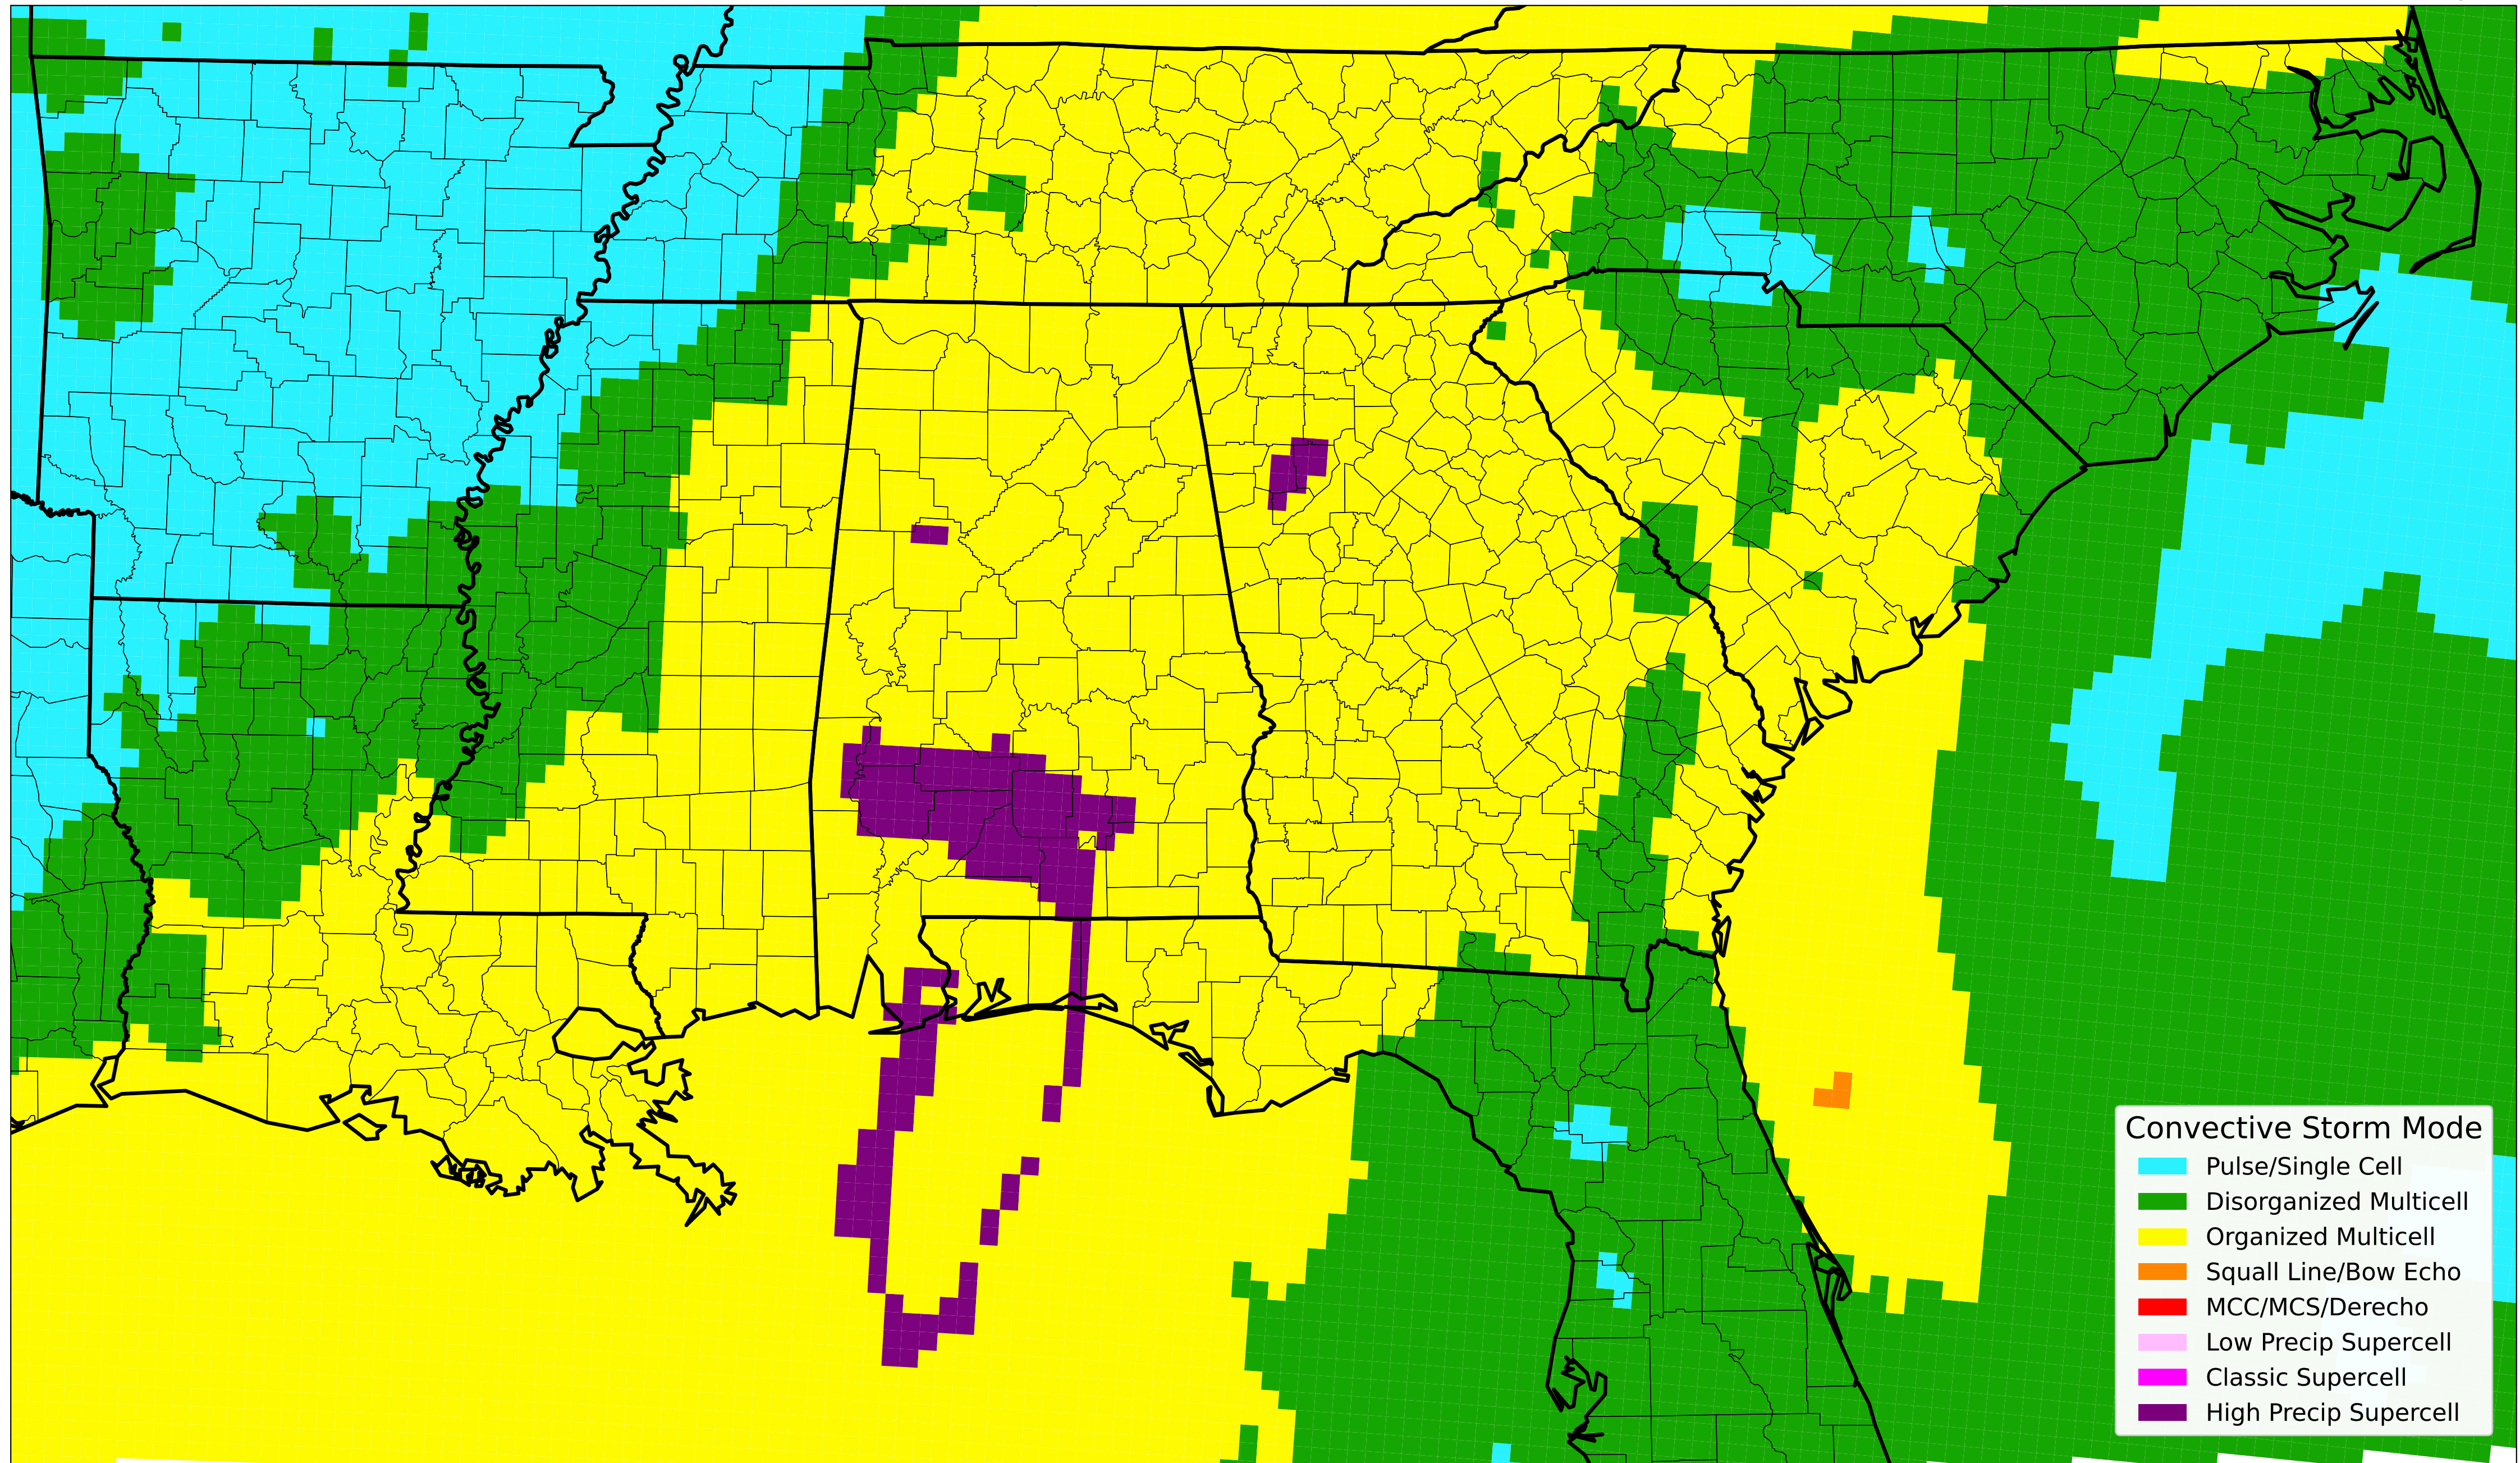 Convective Storm Mode
Pulse/Single Cell
Disorganized Multicell
Organized Multicell
Squall Line/Bow Echo
MCC/MCS/Derecho
Low Precip Supercell
Classic Supercell
High Precip Supercell